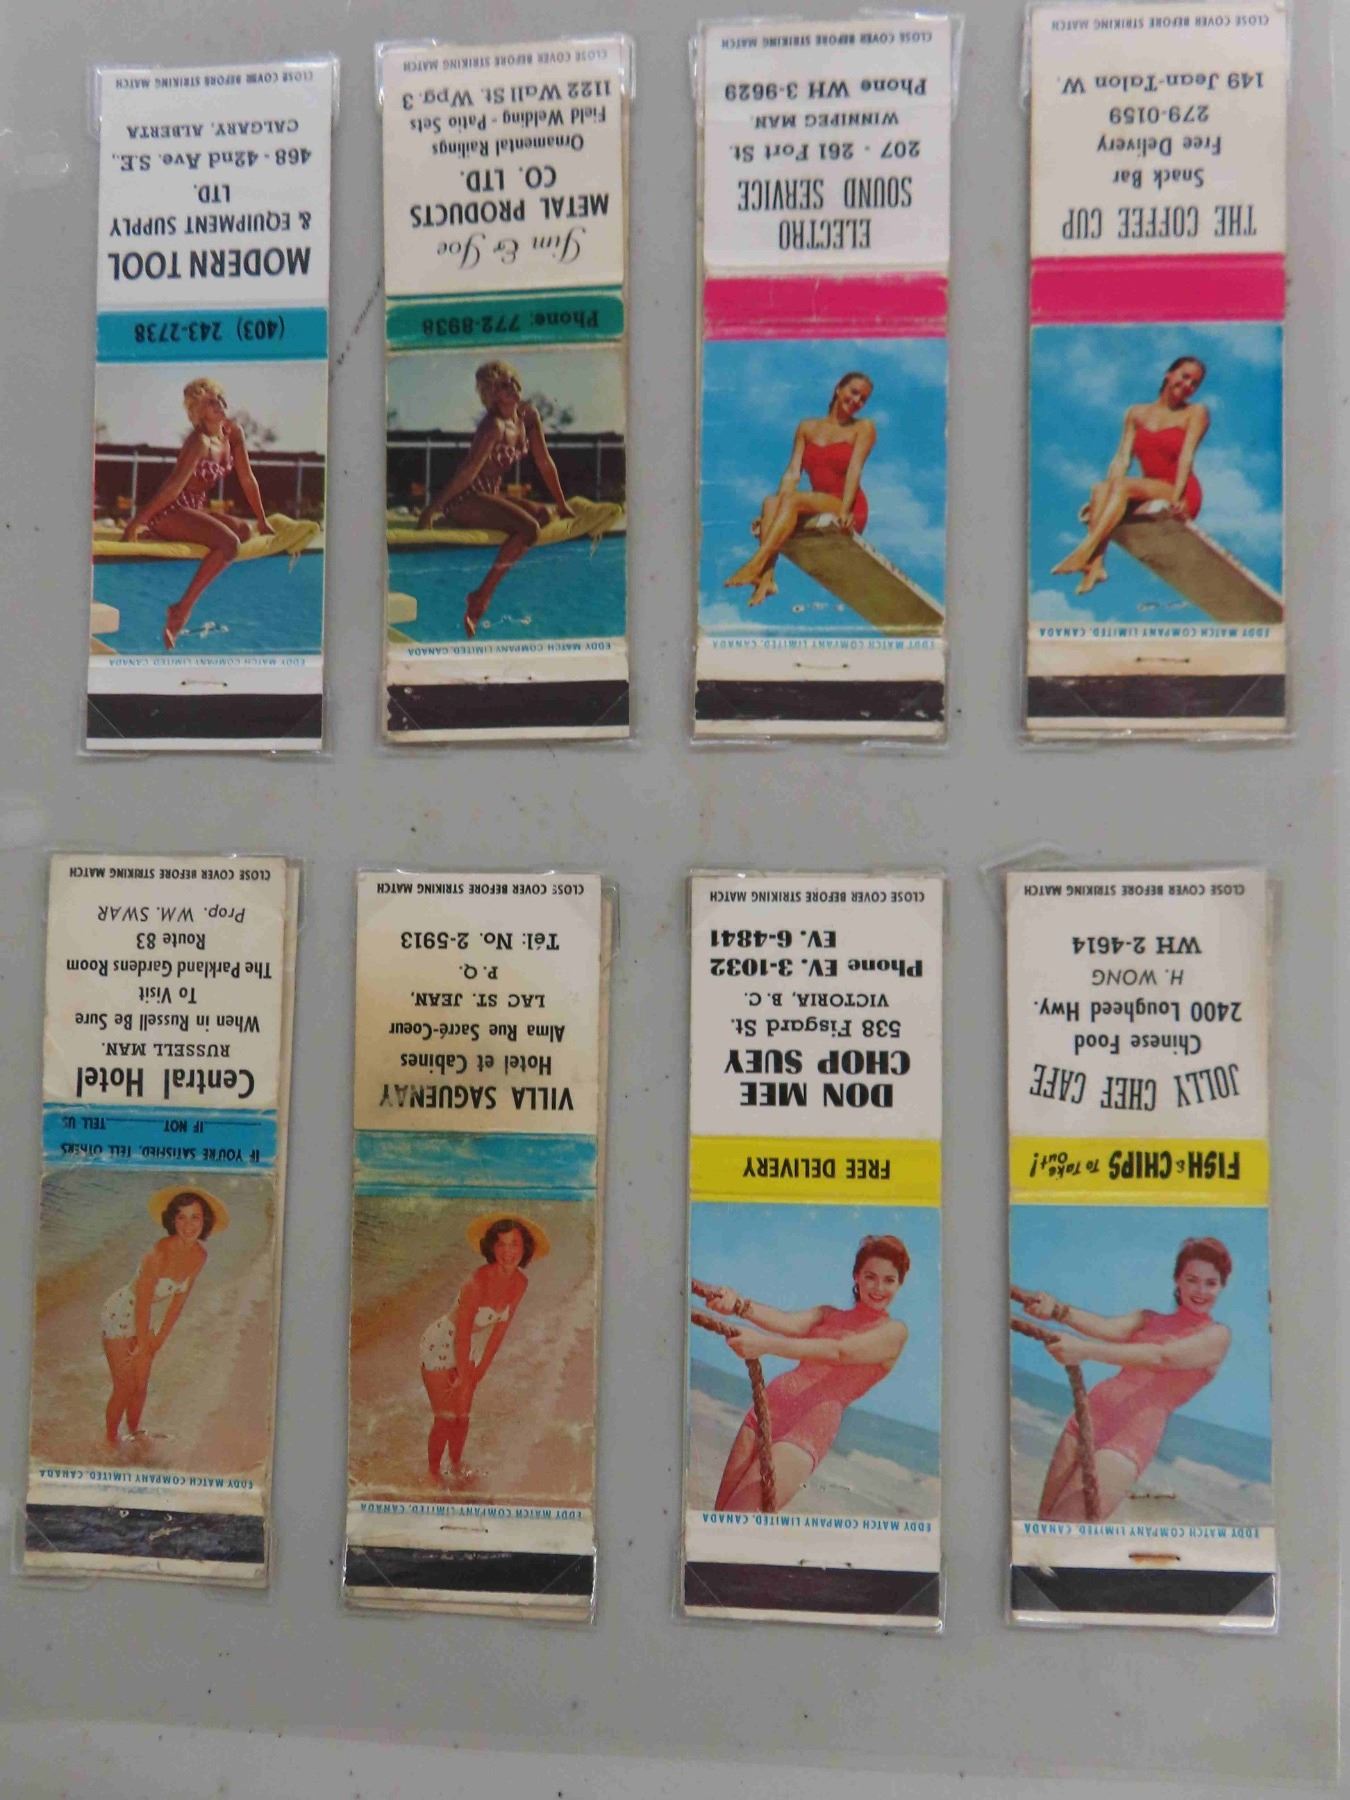 CLOSE COVER BEFORE STRIKING MATCH
CALGARY, ALBERTA
468 - 42nd Ave. S.E.,
LTD.
& EQUIPMENT SUPPLY
MODERN TOOL
(403) 243-2738
EDDY MATCH COMPANY LIMITED, CANADA
CLOSE COVER BEFORE STRIKING MATCH
1122 Wall St. Wpg. 3
Field Welding - Patio Sets
Ornamental Railings
CO. LTD.
METAL PRODUCTS
Jim & Joe
Phone: 772-8938
EDDY MATCH COMPANY LIMITED, CANADA
CLOSE COVER BEFORE STRIKING MATCH
Phone WH 3-9629
WINNIPEG MAN.
207 - 261 Fort St.
SOUND SERVICE
ELECTRO
EDDY MATCH COMPANY LIMITED, CANADA
CLOSE COVER BEFORE STRIKING MATCH
149 Jean-Talon W.
279-0159
Free Delivery
Snack Bar
THE COFFEE CUP
EDDY MATCH COMPANY LIMITED, CANADA
CLOSE COVER BEFORE STRIKING MATCH
Prop. WM. SWAR
Route 83
The Parkland Gardens Room
To Visit
When in Russell Be Sure
RUSSELL MAN.
Central Hotel
IF NOT TELL US
IF YOU'RE SATISFIED, TELL OTHERS
EDDY MATCH COMPANY LIMITED, CANADA
CLOSE COVER BEFORE STRIKING MATCH
Tél: No. 2-5913
P. Q.
LAC ST. JEAN,
Alma Rue Sacré-Coeur
Hotel et Cabines
VILLA SAGUENAY
EDDY MATCH COMPANY LIMITED, CANADA
CLOSE COVER BEFORE STRIKING MATCH
EV. 6-4841
Phone EV. 3-1032
VICTORIA, B. C.
538 Fisgard St.
CHOP SUEY
DON MEE
FREE DELIVERY
EDDY MATCH COMPANY LIMITED, CANADA
CLOSE COVER BEFORE STRIKING MATCH
WH 2-4614
H. WONG
2400 Lougheed Hwy.
Chinese Food
JOLLY CHEF CAFE
FISH & CHIPS To Take Out!
EDDY MATCH COMPANY LIMITED, CANADA